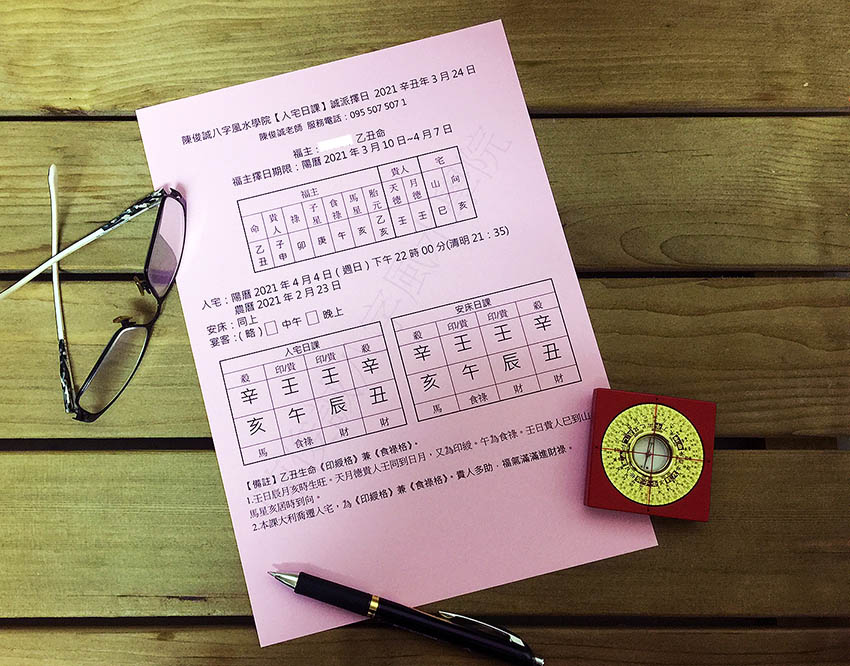 陳俊誠八字風水學院【入宅日課】誠派擇日 2021 辛丑年 3 月 24 日
陳俊誠老師 服務電話：095 507 507 1
福主： 乙丑命
福主擇日期限：陽曆 2021 年 3 月 10 日~4 月 7 日
福主 貴人 宅
命 貴人 祿 子星 食祿 馬星 胎元 天德 月德 山 向
乙丑 子申 卯 庚 午 亥 乙亥 壬 壬 巳 亥
入宅：陽曆 2021 年 4 月 4 日 ( 週日 ) 下午 22 時 00 分(清明 21：35)
農曆 2021 年 2 月 23 日
安床：同上
宴客：( 略 ) □ 中午 □ 晚上
入宅日課
殺 印/貴 印/貴 殺
辛 壬 壬 辛
亥 午 辰 丑
馬 食祿 財 財
安床日課
殺 印/貴 印/貴 殺
辛 壬 壬 辛
亥 午 辰 丑
馬 食祿 財 財
【備註】乙丑生命《印綬格》兼《食祿格》。
1.壬日辰月亥時生旺。天月德貴人壬同到日月，又為印綬。午為食祿。壬日貴人巳到山，
馬星亥居時到向。
2.本課大利喬遷入宅，為《印綬格》兼《食祿格》。貴人多助，福氣滿滿進財祿。